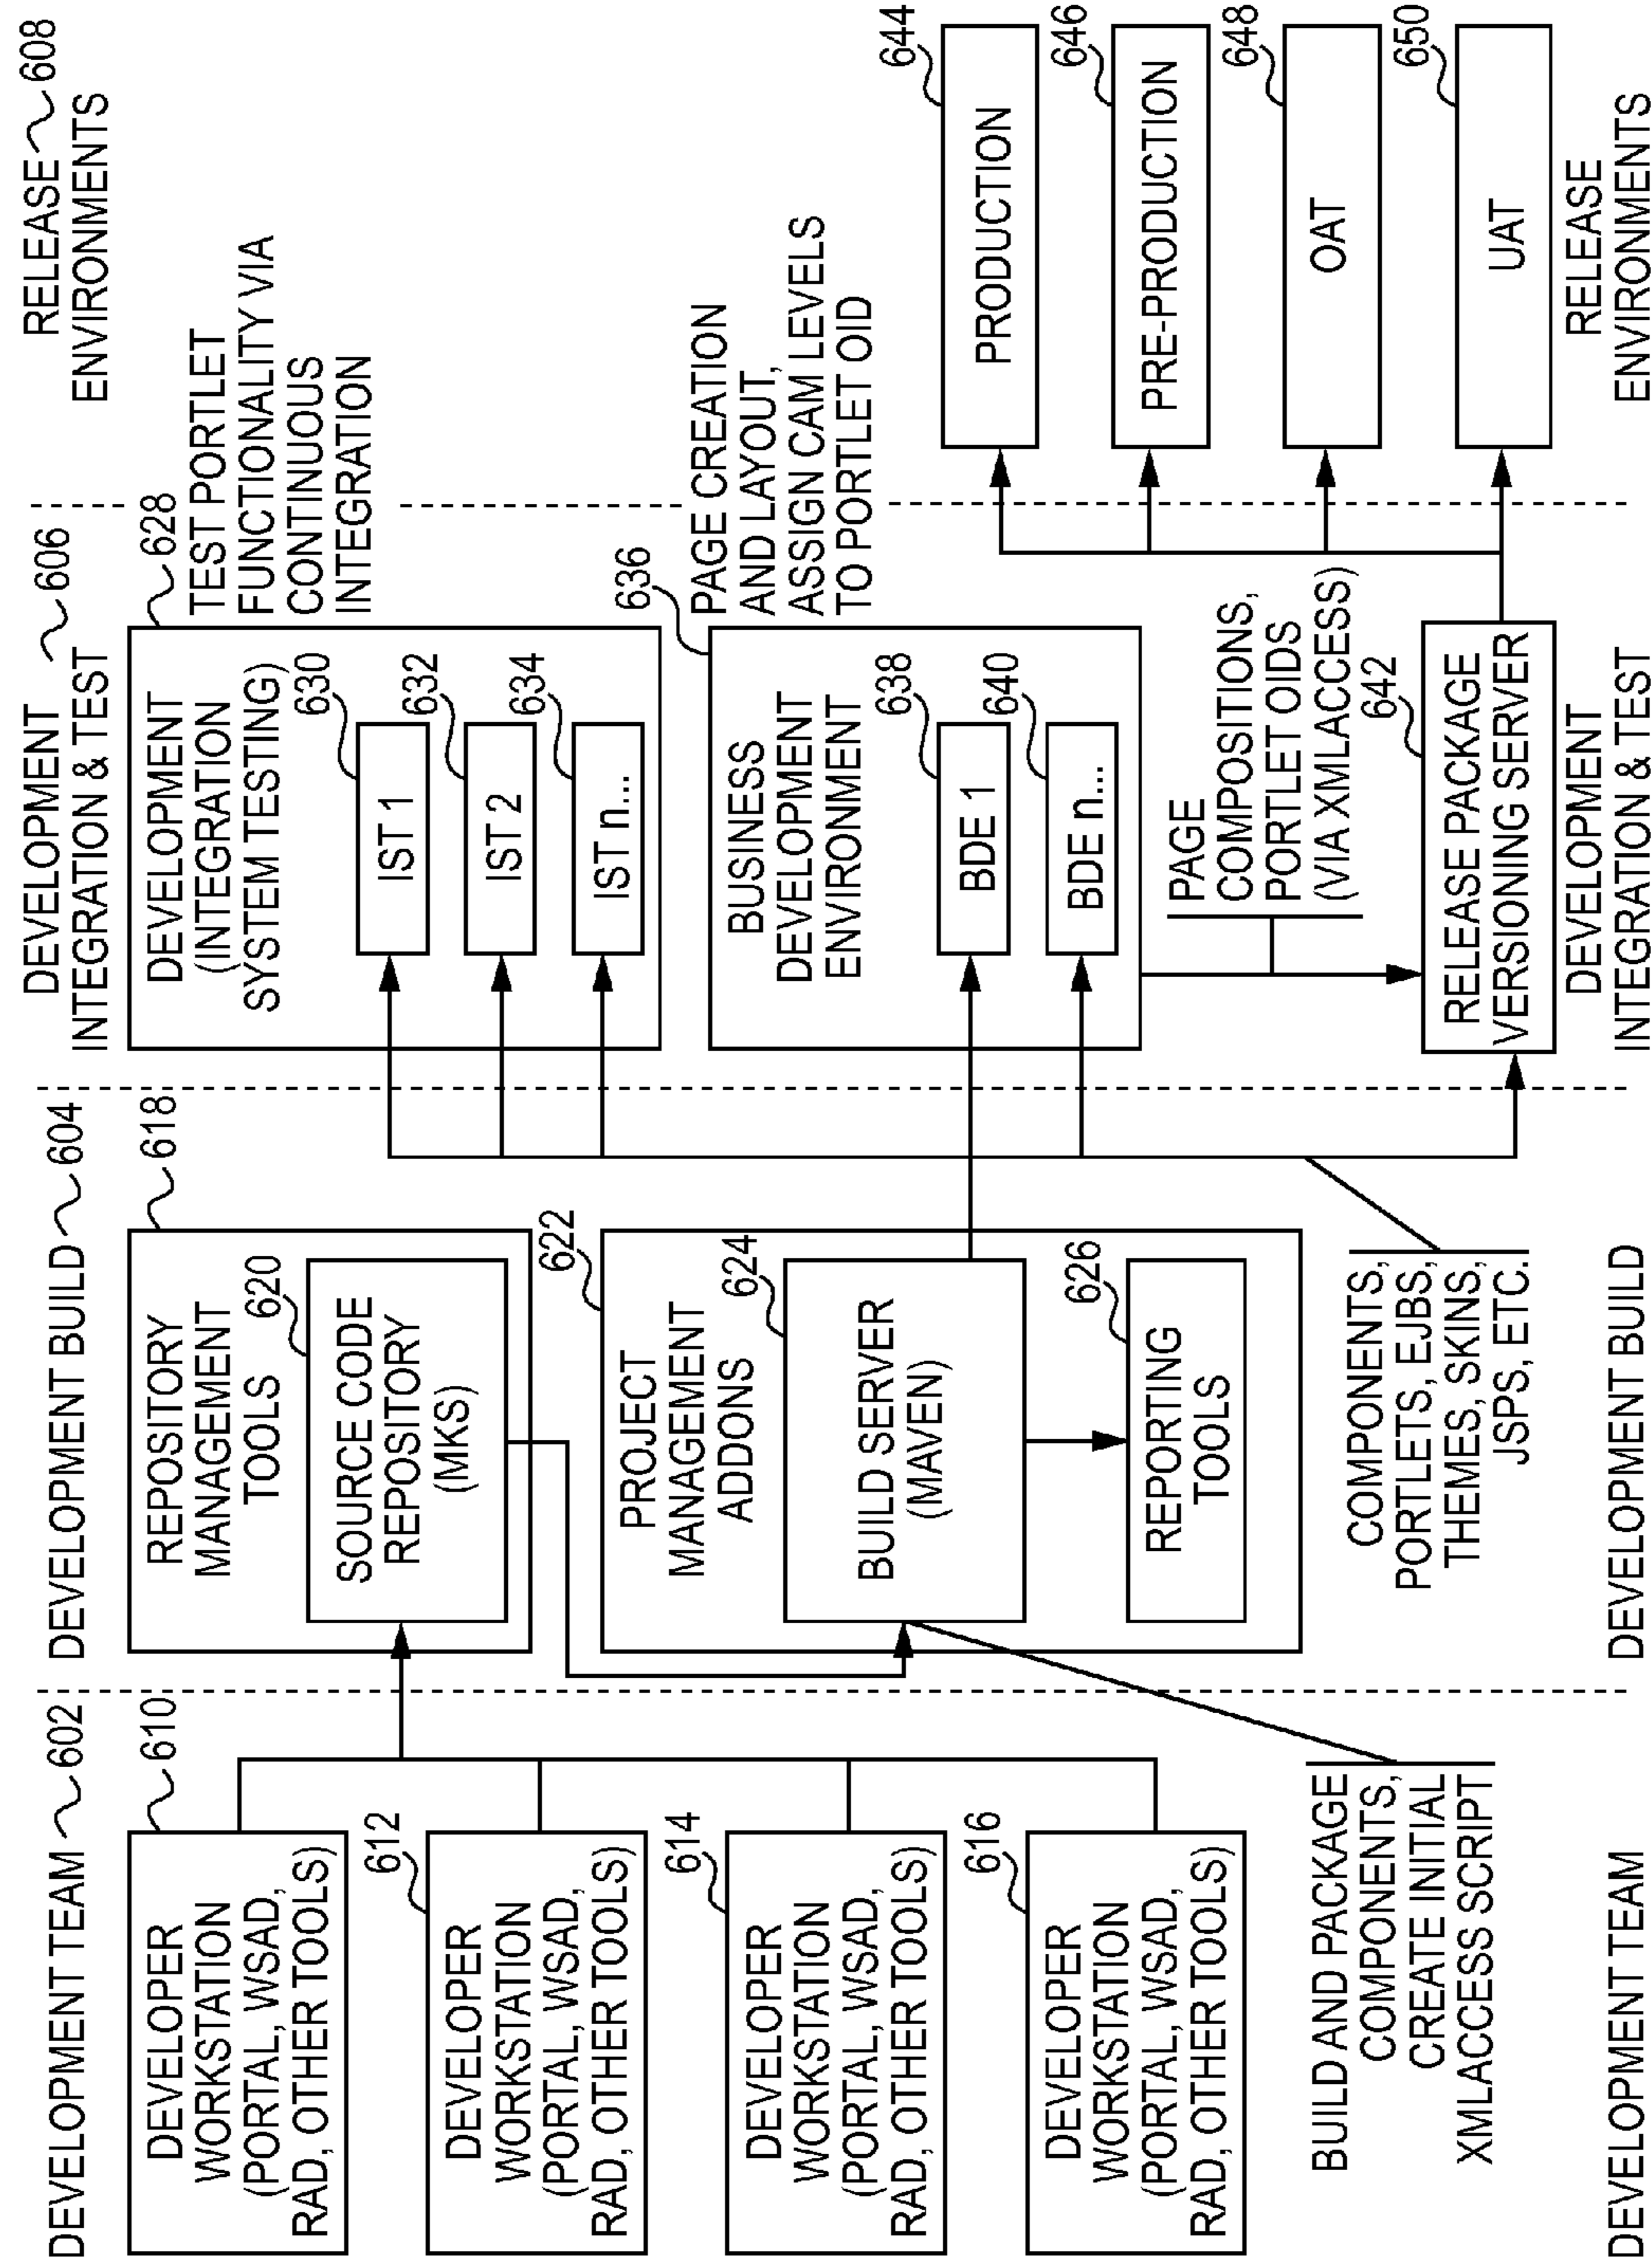 DEVELOPMENT TEAM 602
610
DEVELOPER
WORKSTATION
(PORTAL, WSAD,
RAD, OTHER TOOLS)
612
DEVELOPER
WORKSTATION
(PORTAL, WSAD,
RAD, OTHER TOOLS)
614
DEVELOPER
WORKSTATION
(PORTAL, WSAD,
RAD, OTHER TOOLS)
616
DEVELOPER
WORKSTATION
(PORTAL, WSAD,
RAD, OTHER TOOLS)
BUILD AND PACKAGE
COMPONENTS,
CREATE INITIAL
XMLACCESS SCRIPT
DEVELOPMENT TEAM
DEVELOPMENT BUILD 604
618
REPOSITORY
MANAGEMENT
TOOLS
620
SOURCE CODE
REPOSITORY
(MKS)
622
PROJECT
MANAGEMENT
ADDONS
624
BUILD SERVER
(MAVEN)
626
REPORTING
TOOLS
COMPONENTS,
PORTLETS, EJBS,
THEMES, SKINS,
JSPS, ETC.
DEVELOPMENT BUILD
DEVELOPMENT
INTEGRATION & TEST
606
628
DEVELOPMENT
(INTEGRATION
SYSTEM TESTING)
630
IST 1
632
IST 2
634
IST n...
TEST PORTLET
FUNCTIONALITY VIA
CONTINUOUS
INTEGRATION
636
BUSINESS
DEVELOPMENT
ENVIRONMENT
638
BDE 1
640
BDE n...
PAGE CREATION
AND LAYOUT,
ASSIGN CAM LEVELS
TO PORTLET OID
PAGE
COMPOSITIONS,
PORTLET OIDS
(VIA XMLACCESS)
642
RELEASE PACKAGE
VERSIONING SERVER
DEVELOPMENT
INTEGRATION & TEST
RELEASE 608
ENVIRONMENTS
644
PRODUCTION
646
PRE-PRODUCTION
648
OAT
650
UAT
RELEASE
ENVIRONMENTS